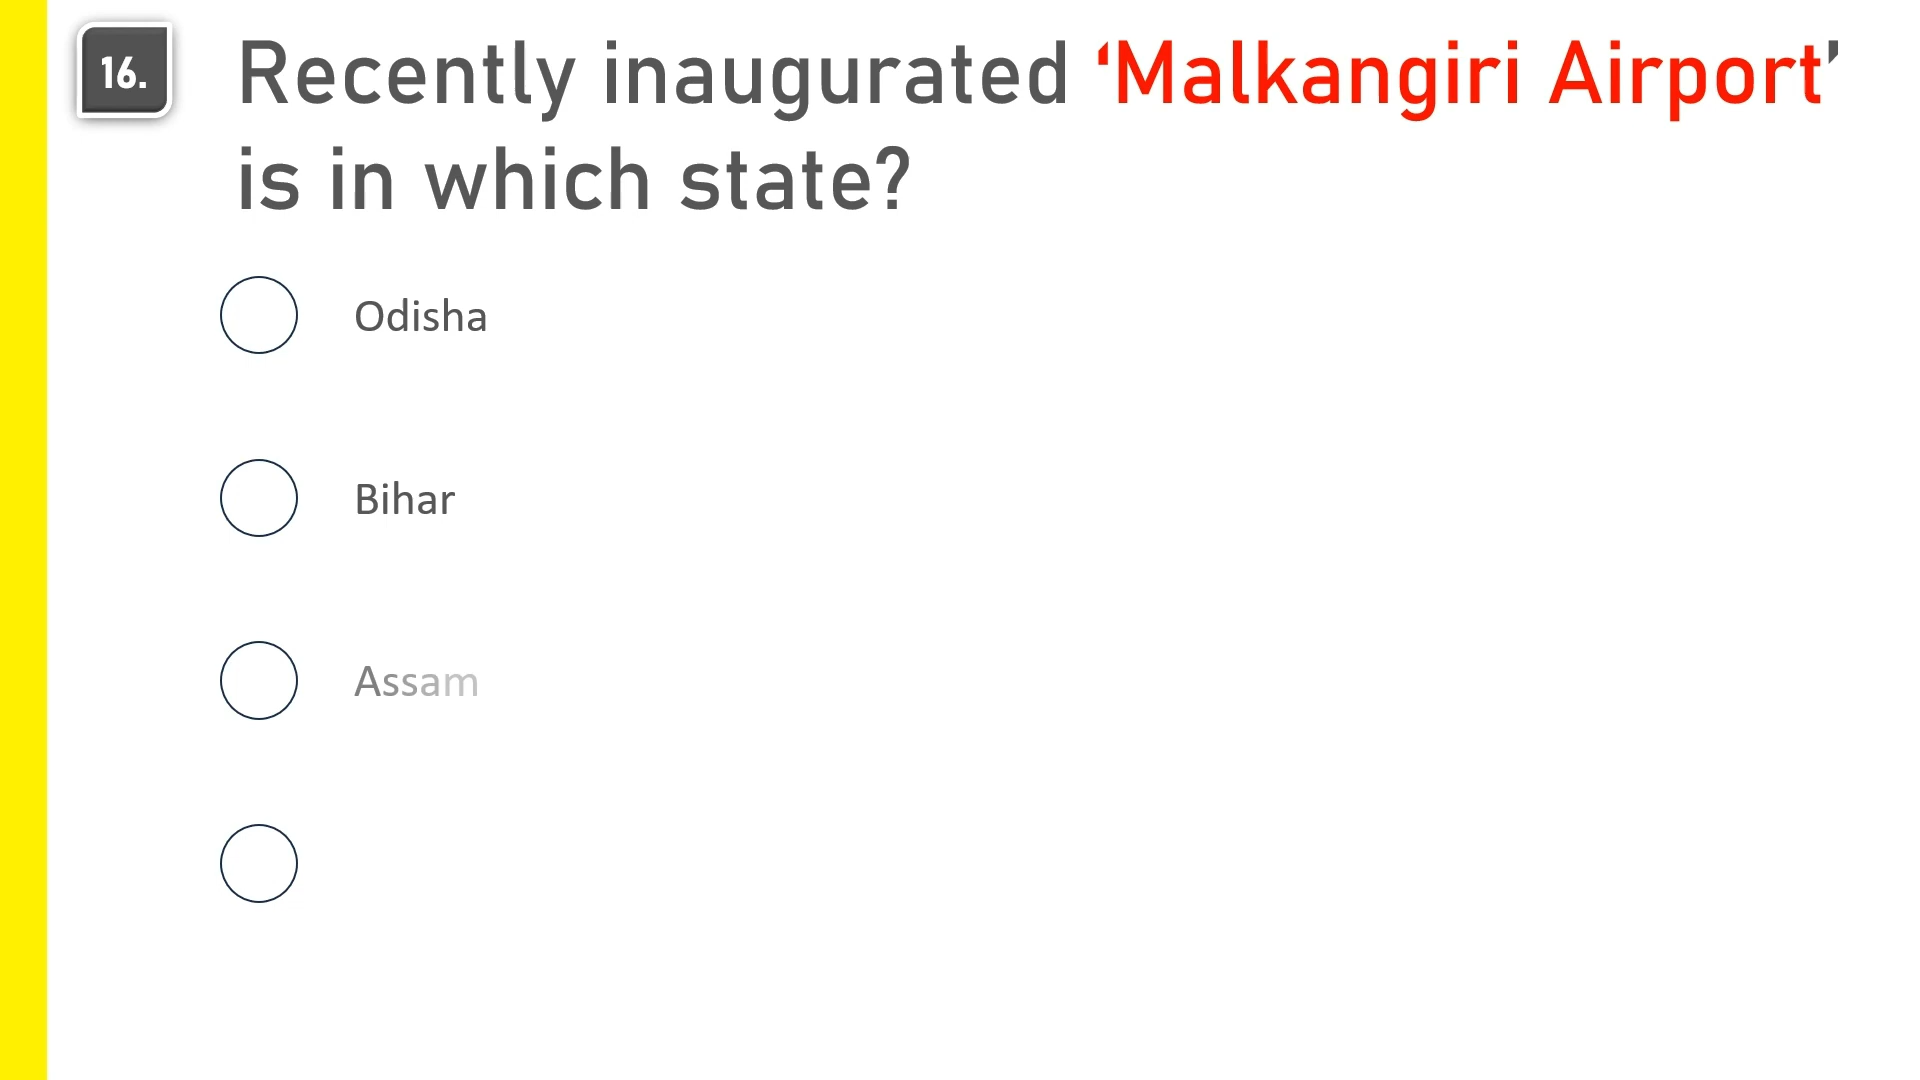 16.
Recently inaugurated ‘Malkangiri Airport’
is in which state?
Odisha
Bihar
Assam